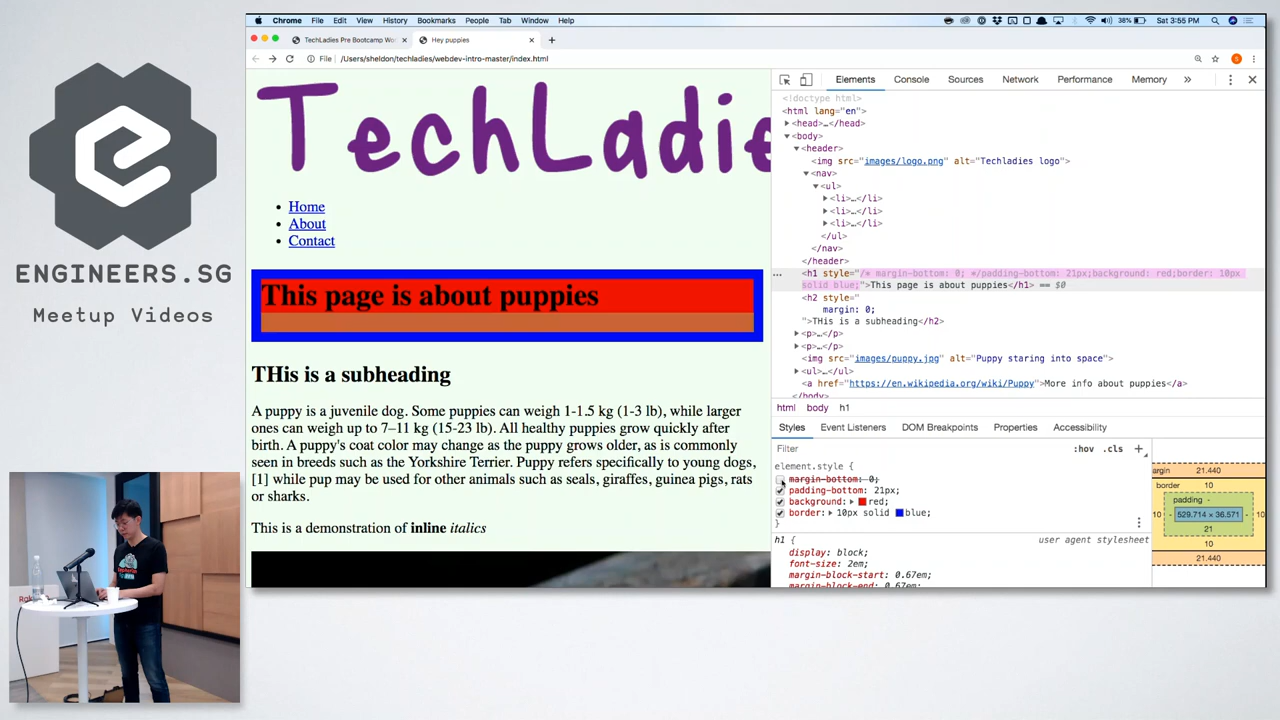 ENGINEERS.SG
Meetup Videos
Chrome File Edit View History Bookmarks People Tab Window Help
38%
Sat 3:55 PM
TechLadies Pre Bootcamp Wo
Hey puppies
File /Users/sheldon/techladies/webdev-intro-master/index.html
TechLadie
Home
About
Contact
This page is about puppies
THis is a subheading
A puppy is a juvenile dog. Some puppies can weigh 1-1.5 kg (1-3 lb), while larger
ones can weigh up to 7–11 kg (15-23 lb). All healthy puppies grow quickly after
birth. A puppy's coat color may change as the puppy grows older, as is commonly
seen in breeds such as the Yorkshire Terrier. Puppy refers specifically to young dogs,
[1] while pup may be used for other animals such as seals, giraffes, guinea pigs, rats
or sharks.
This is a demonstration of inline italics
Elements Console Sources Network Performance Memory »
<!doctype html>
<html lang="en">
<head>…</head>
<body>
<header>
<img src="images/logo.png" alt="Techladies logo">
<nav>
<ul>
<li>…</li>
<li>…</li>
<li>…</li>
</ul>
</nav>
</header>
<h1 style="/* margin-bottom: 0; */padding-bottom: 21px;background: red;border: 10px
solid blue;">This page is about puppies</h1> == $0
<h2 style="
margin: 0;
">THis is a subheading</h2>
<p>…</p>
<p>…</p>
<img src="images/puppy.jpg" alt="Puppy staring into space">
<ul>…</ul>
<a href="https://en.wikipedia.org/wiki/Puppy">More info about puppies</a>
</body>
html body h1
Styles Event Listeners DOM Breakpoints Properties Accessibility
Filter
:hov .cls +
element.style {
margin-bottom: 0;
padding-bottom: 21px;
background: red;
border: 10px solid blue;
}
h1 {
user agent stylesheet
display: block;
font-size: 2em;
margin-block-start: 0.67em;
margin-block-end: 0.67em;
argin 21.440
border 10
padding -
10 - 529.714 × 36.571 - 10
21
10
21.440